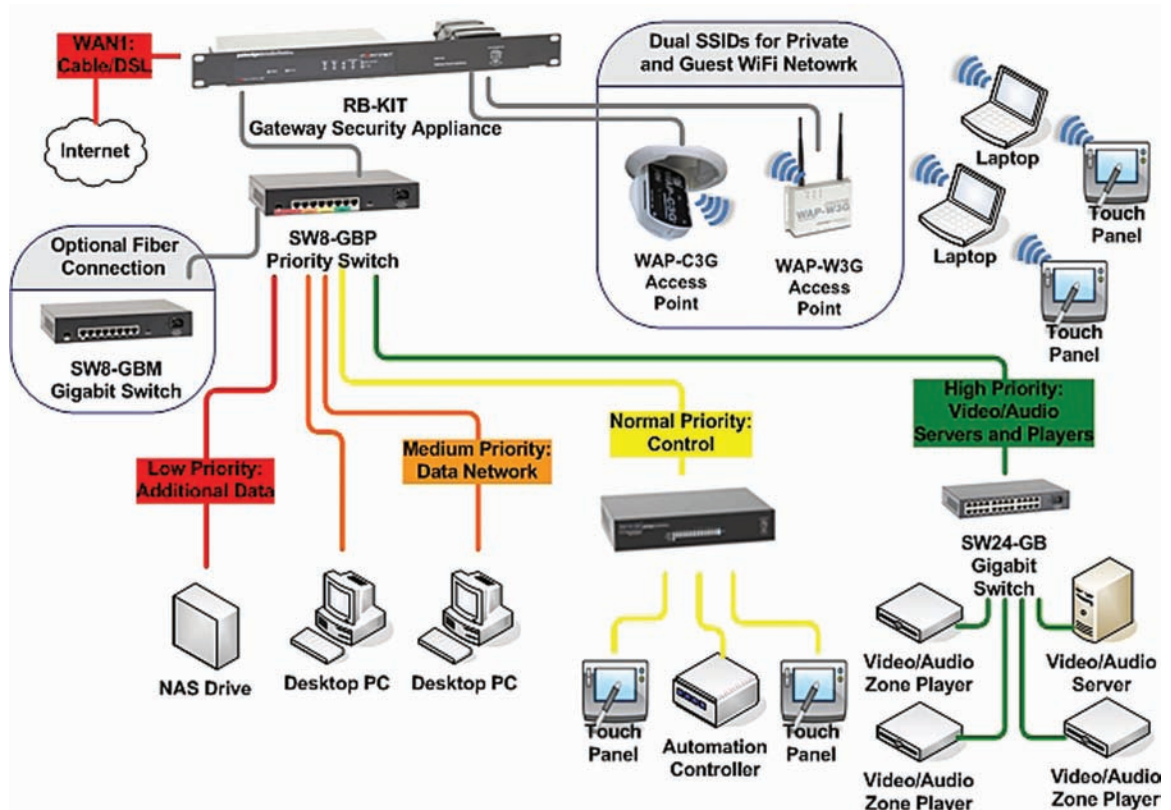 WAN1:
Cable/DSL
Internet
RB-KIT
Gateway Security Appliance
Dual SSIDs for Private
and Guest WiFi Netowrk
WAP-C3G
Access
Point
WAP-W3G
WAP-W3G
Access
Point
Laptop
Laptop
Touch
Panel
Touch
Panel
Optional Fiber
Connection
SW8-GBM
Gigabit Switch
SW8-GBP
Priority Switch
Low Priority:
Additional Data
Medium Priority:
Data Network
Normal Priority:
Control
High Priority:
Video/Audio
Servers and Players
NAS Drive
Desktop PC
Desktop PC
Touch
Panel
Automation
Controller
Touch
Panel
SW24-GB
Gigabit
Switch
Video/Audio
Zone Player
Video/Audio
Server
Video/Audio
Zone Player
Video/Audio
Zone Player